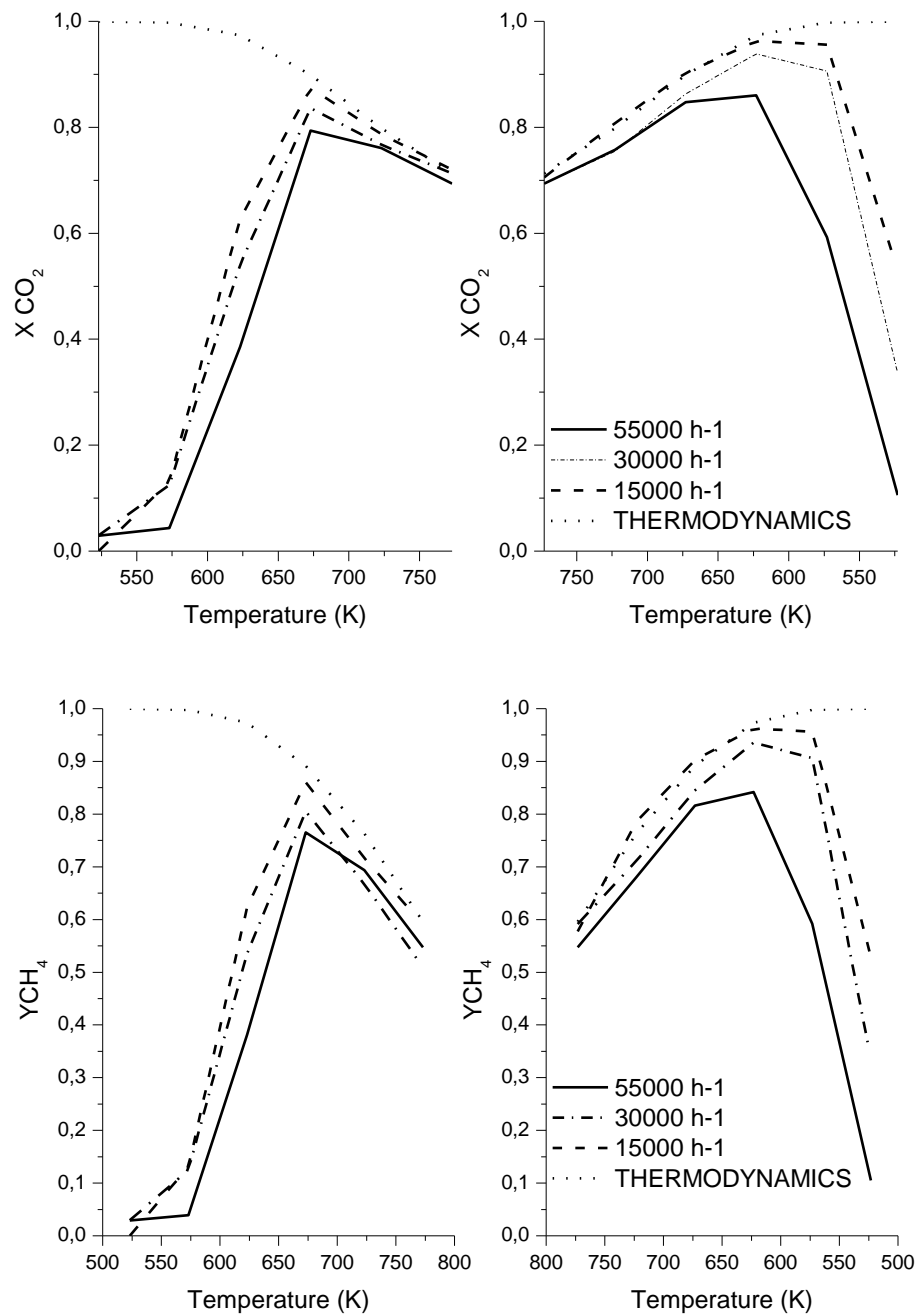 1,0
0,8
0,6
0,4
0,2
0,0
X CO2
550 600 650 700 750
Temperature (K)
1,0
0,8
0,6
0,4
0,2
0,0
X CO2
55000 h-1
30000 h-1
15000 h-1
THERMODYNAMICS
750 700 650 600 550
Temperature (K)
1,0
0,9
0,8
0,7
0,6
0,5
0,4
0,3
0,2
0,1
0,0
YCH4
500 550 600 650 700 750 800
Temperature (K)
1,0
0,9
0,8
0,7
0,6
0,5
0,4
0,3
0,2
0,1
0,0
YCH4
55000 h-1
30000 h-1
15000 h-1
THERMODYNAMICS
800 750 700 650 600 550 500
Temperature (K)